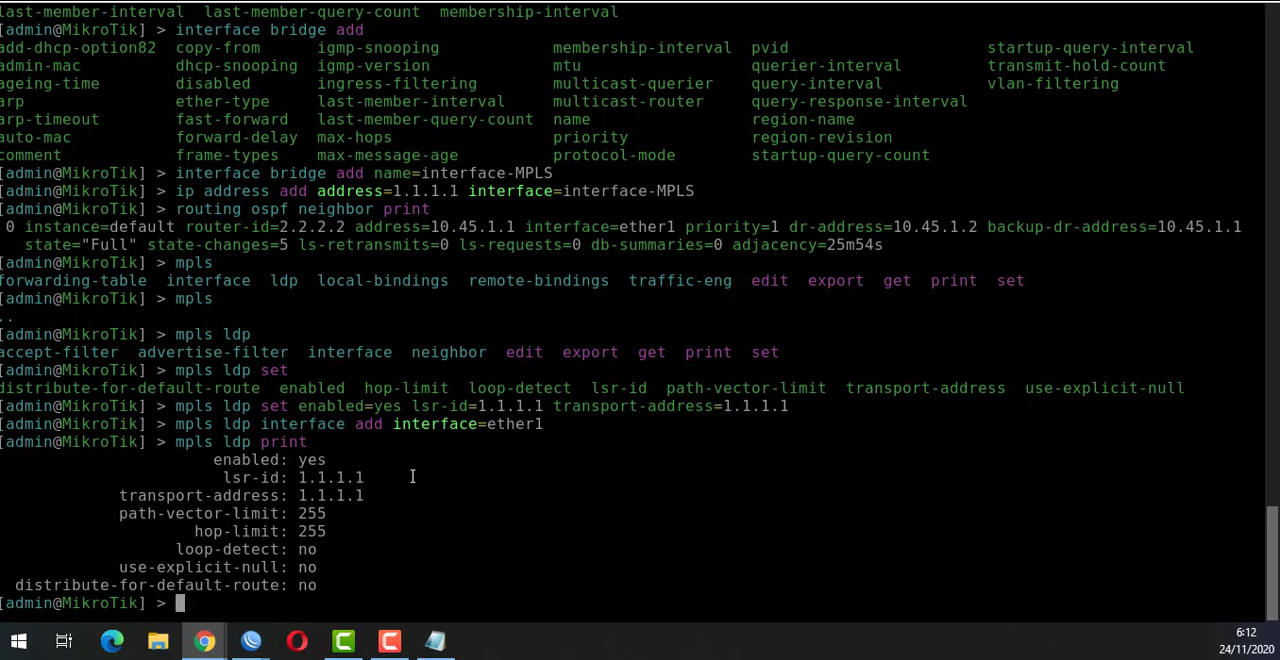 last-member-interval  last-member-query-count  membership-interval
[admin@MikroTik] > interface bridge add
add-dhcp-option82  copy-from  igmp-snooping  membership-interval  pvid  startup-query-interval
admin-mac  dhcp-snooping  igmp-version  mtu  querier-interval  transmit-hold-count
ageing-time  disabled  ingress-filtering  multicast-querier  query-interval  vlan-filtering
arp  ether-type  last-member-interval  multicast-router  query-response-interval
arp-timeout  fast-forward  last-member-query-count  name  region-name
auto-mac  forward-delay  max-hops  priority  region-revision
comment  frame-types  max-message-age  protocol-mode  startup-query-count
[admin@MikroTik] > interface bridge add name=interface-MPLS
[admin@MikroTik] > ip address add address=1.1.1.1 interface=interface-MPLS
[admin@MikroTik] > routing ospf neighbor print
0 instance=default router-id=2.2.2.2 address=10.45.1.1 interface=ether1 priority=1 dr-address=10.45.1.2 backup-dr-address=10.45.1.1
state="Full" state-changes=5 ls-retransmits=0 ls-requests=0 db-summaries=0 adjacency=25m54s
[admin@MikroTik] > mpls
forwarding-table  interface  ldp  local-bindings  remote-bindings  traffic-eng  edit  export  get  print  set
[admin@MikroTik] > mpls
..
[admin@MikroTik] > mpls ldp
accept-filter  advertise-filter  interface  neighbor  edit  export  get  print  set
[admin@MikroTik] > mpls ldp set
distribute-for-default-route  enabled  hop-limit  loop-detect  lsr-id  path-vector-limit  transport-address  use-explicit-null
[admin@MikroTik] > mpls ldp set enabled=yes lsr-id=1.1.1.1 transport-address=1.1.1.1
[admin@MikroTik] > mpls ldp interface add interface=ether1
[admin@MikroTik] > mpls ldp print
enabled: yes
lsr-id: 1.1.1.1
transport-address: 1.1.1.1
path-vector-limit: 255
hop-limit: 255
loop-detect: no
use-explicit-null: no
distribute-for-default-route: no
[admin@MikroTik] >
6:12
24/11/2020